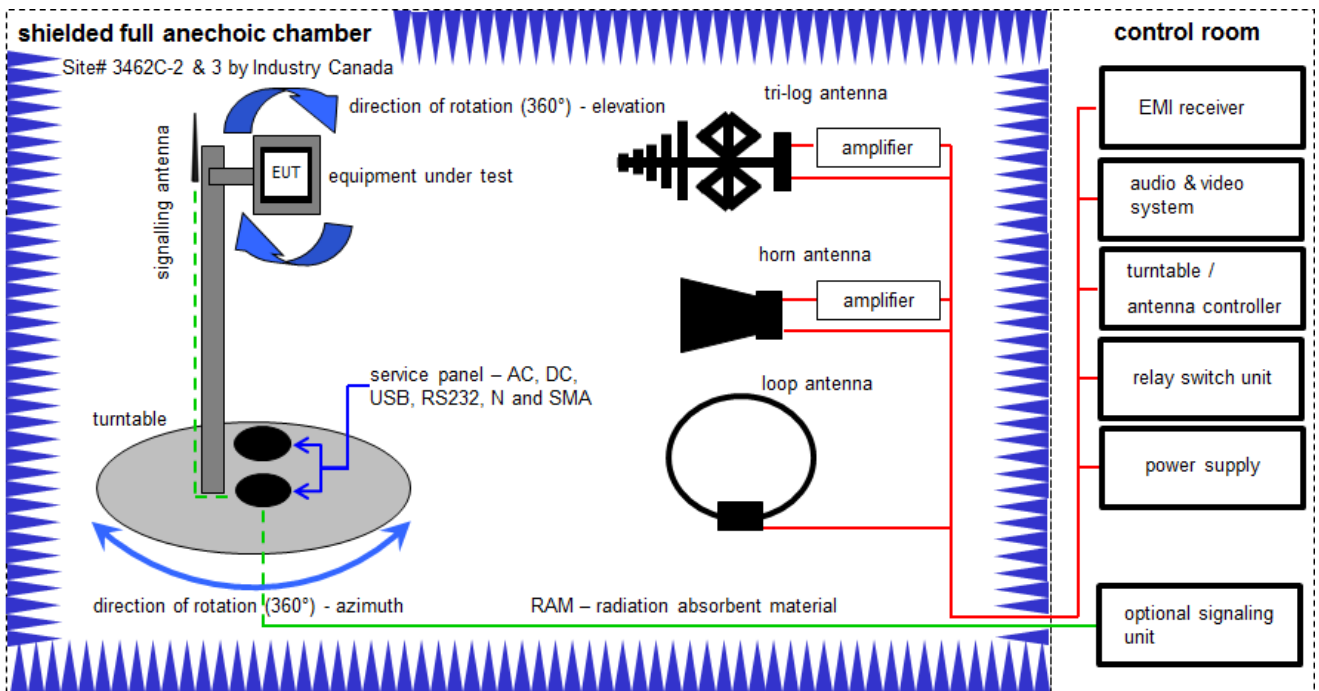 shielded full anechoic chamber
control room
Site# 3462C-2 & 3 by Industry Canada
direction of rotation (360°) - elevation
signalling antenna
EUT
equipment under test
tri-log antenna
amplifier
horn antenna
amplifier
loop antenna
service panel – AC, DC,
USB, RS232, N and SMA
turntable
direction of rotation (360°) - azimuth
RAM – radiation absorbent material
EMI receiver
audio & video
system
turntable /
antenna controller
relay switch unit
power supply
optional signaling
unit